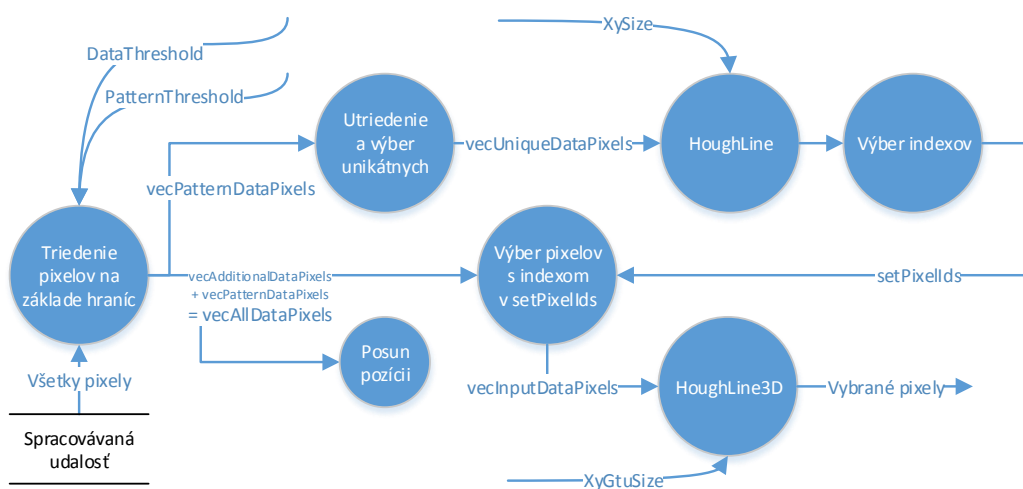 XySize
DataThreshold
PatternThreshold
Utriedenie
a výber
unikátnych
vecUniqueDataPixels
HoughLine
Výber indexov
vecPatternDataPixels
Triedenie
pixelov na
základe hraníc
vecAdditionalDataPixels
+ vecPatternDataPixels
= vecAllDataPixels
Výber pixelov
s indexom
v setPixelIds
setPixelIds
Posun
pozícii
Všetky pixely
vecInputDataPixels
HoughLine3D
Vybrané pixely
Spracovávaná
udalosť
XyGtuSize